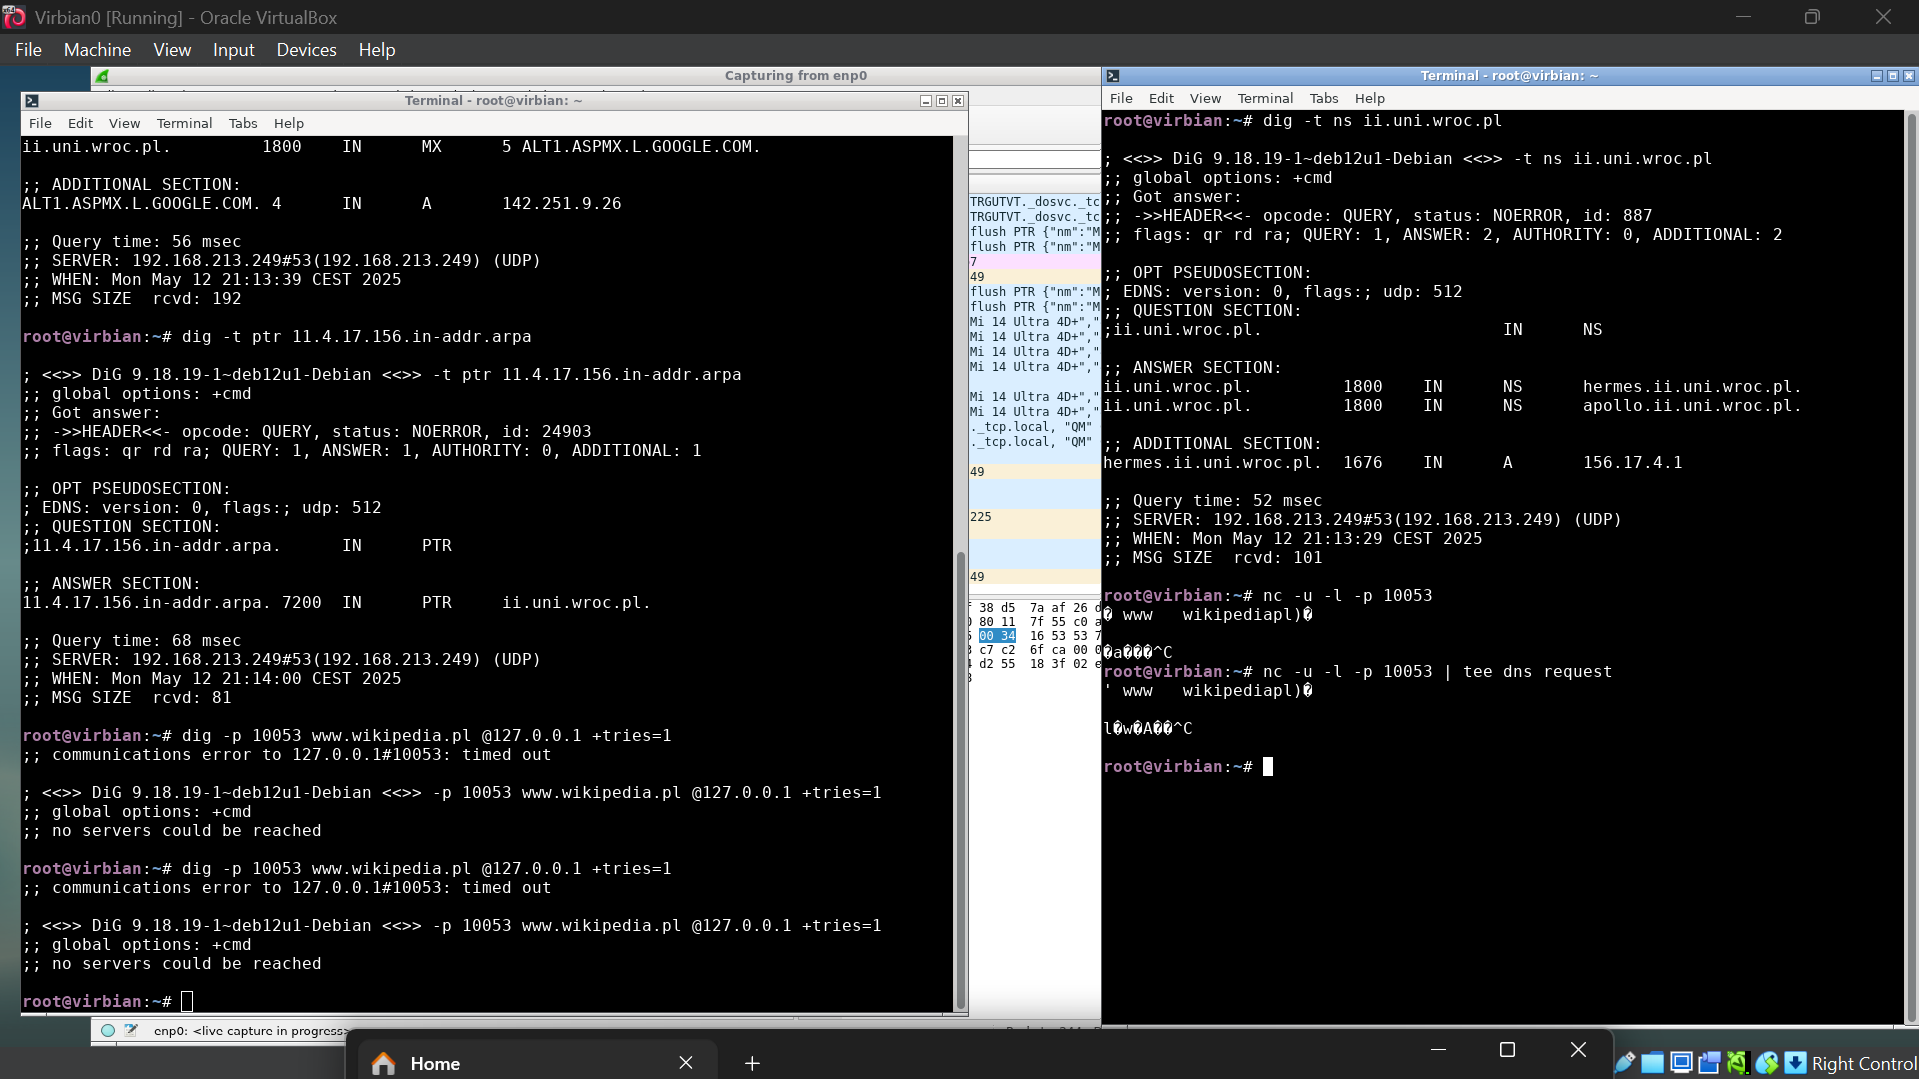 Virbian0 [Running] - Oracle VirtualBox
File Machine View Input Devices Help
Capturing from enp0
Terminal - root@virbian: ~
File Edit View Terminal Tabs Help
ii.uni.wroc.pl. 1800 IN MX 5 ALT1.ASPMX.L.GOOGLE.COM.
;; ADDITIONAL SECTION:
ALT1.ASPMX.L.GOOGLE.COM. 4 IN A 142.251.9.26
;; Query time: 56 msec
;; SERVER: 192.168.213.249#53(192.168.213.249) (UDP)
;; WHEN: Mon May 12 21:13:39 CEST 2025
;; MSG SIZE rcvd: 192
root@virbian:~# dig -t ptr 11.4.17.156.in-addr.arpa
; <<>> DiG 9.18.19-1~deb12u1-Debian <<>> -t ptr 11.4.17.156.in-addr.arpa
;; global options: +cmd
;; Got answer:
;; ->>HEADER<<- opcode: QUERY, status: NOERROR, id: 24903
;; flags: qr rd ra; QUERY: 1, ANSWER: 1, AUTHORITY: 0, ADDITIONAL: 1
;; OPT PSEUDOSECTION:
; EDNS: version: 0, flags:; udp: 512
;; QUESTION SECTION:
;11.4.17.156.in-addr.arpa. IN PTR
;; ANSWER SECTION:
11.4.17.156.in-addr.arpa. 7200 IN PTR ii.uni.wroc.pl.
;; Query time: 68 msec
;; SERVER: 192.168.213.249#53(192.168.213.249) (UDP)
;; WHEN: Mon May 12 21:14:00 CEST 2025
;; MSG SIZE rcvd: 81
root@virbian:~# dig -p 10053 www.wikipedia.pl @127.0.0.1 +tries=1
;; communications error to 127.0.0.1#10053: timed out
; <<>> DiG 9.18.19-1~deb12u1-Debian <<>> -p 10053 www.wikipedia.pl @127.0.0.1 +tries=1
;; global options: +cmd
;; no servers could be reached
root@virbian:~# dig -p 10053 www.wikipedia.pl @127.0.0.1 +tries=1
;; communications error to 127.0.0.1#10053: timed out
; <<>> DiG 9.18.19-1~deb12u1-Debian <<>> -p 10053 www.wikipedia.pl @127.0.0.1 +tries=1
;; global options: +cmd
;; no servers could be reached
root@virbian:~#
TRGUTVT._dosvc._tc
TRGUTVT._dosvc._tc
flush PTR {"nm":"M
flush PTR {"nm":"M
7
49
flush PTR {"nm":"M
flush PTR {"nm":"M
Mi 14 Ultra 4D+","
Mi 14 Ultra 4D+","
Mi 14 Ultra 4D+","
Mi 14 Ultra 4D+","
Mi 14 Ultra 4D+","
Mi 14 Ultra 4D+","
._tcp.local, "QM"
._tcp.local, "QM"
49
225
49
38 d5 7a af 26
80 11 7f 55 c0
00 34 16 53 53
c7 c2 6f ca 00
d2 55 18 3f 02
enp0: <live capture in progress>
Terminal - root@virbian: ~
File Edit View Terminal Tabs Help
root@virbian:~# dig -t ns ii.uni.wroc.pl
; <<>> DiG 9.18.19-1~deb12u1-Debian <<>> -t ns ii.uni.wroc.pl
;; global options: +cmd
;; Got answer:
;; ->>HEADER<<- opcode: QUERY, status: NOERROR, id: 887
;; flags: qr rd ra; QUERY: 1, ANSWER: 2, AUTHORITY: 0, ADDITIONAL: 2
;; OPT PSEUDOSECTION:
; EDNS: version: 0, flags:; udp: 512
;; QUESTION SECTION:
;ii.uni.wroc.pl. IN NS
;; ANSWER SECTION:
ii.uni.wroc.pl. 1800 IN NS hermes.ii.uni.wroc.pl.
ii.uni.wroc.pl. 1800 IN NS apollo.ii.uni.wroc.pl.
;; ADDITIONAL SECTION:
hermes.ii.uni.wroc.pl. 1676 IN A 156.17.4.1
;; Query time: 52 msec
;; SERVER: 192.168.213.249#53(192.168.213.249) (UDP)
;; WHEN: Mon May 12 21:13:29 CEST 2025
;; MSG SIZE rcvd: 101
root@virbian:~# nc -u -l -p 10053
� www wikipediapl)�
�a���^C
root@virbian:~# nc -u -l -p 10053 | tee dns request
' www wikipediapl)�
l�w�A��^C
root@virbian:~#
Home
Right Control